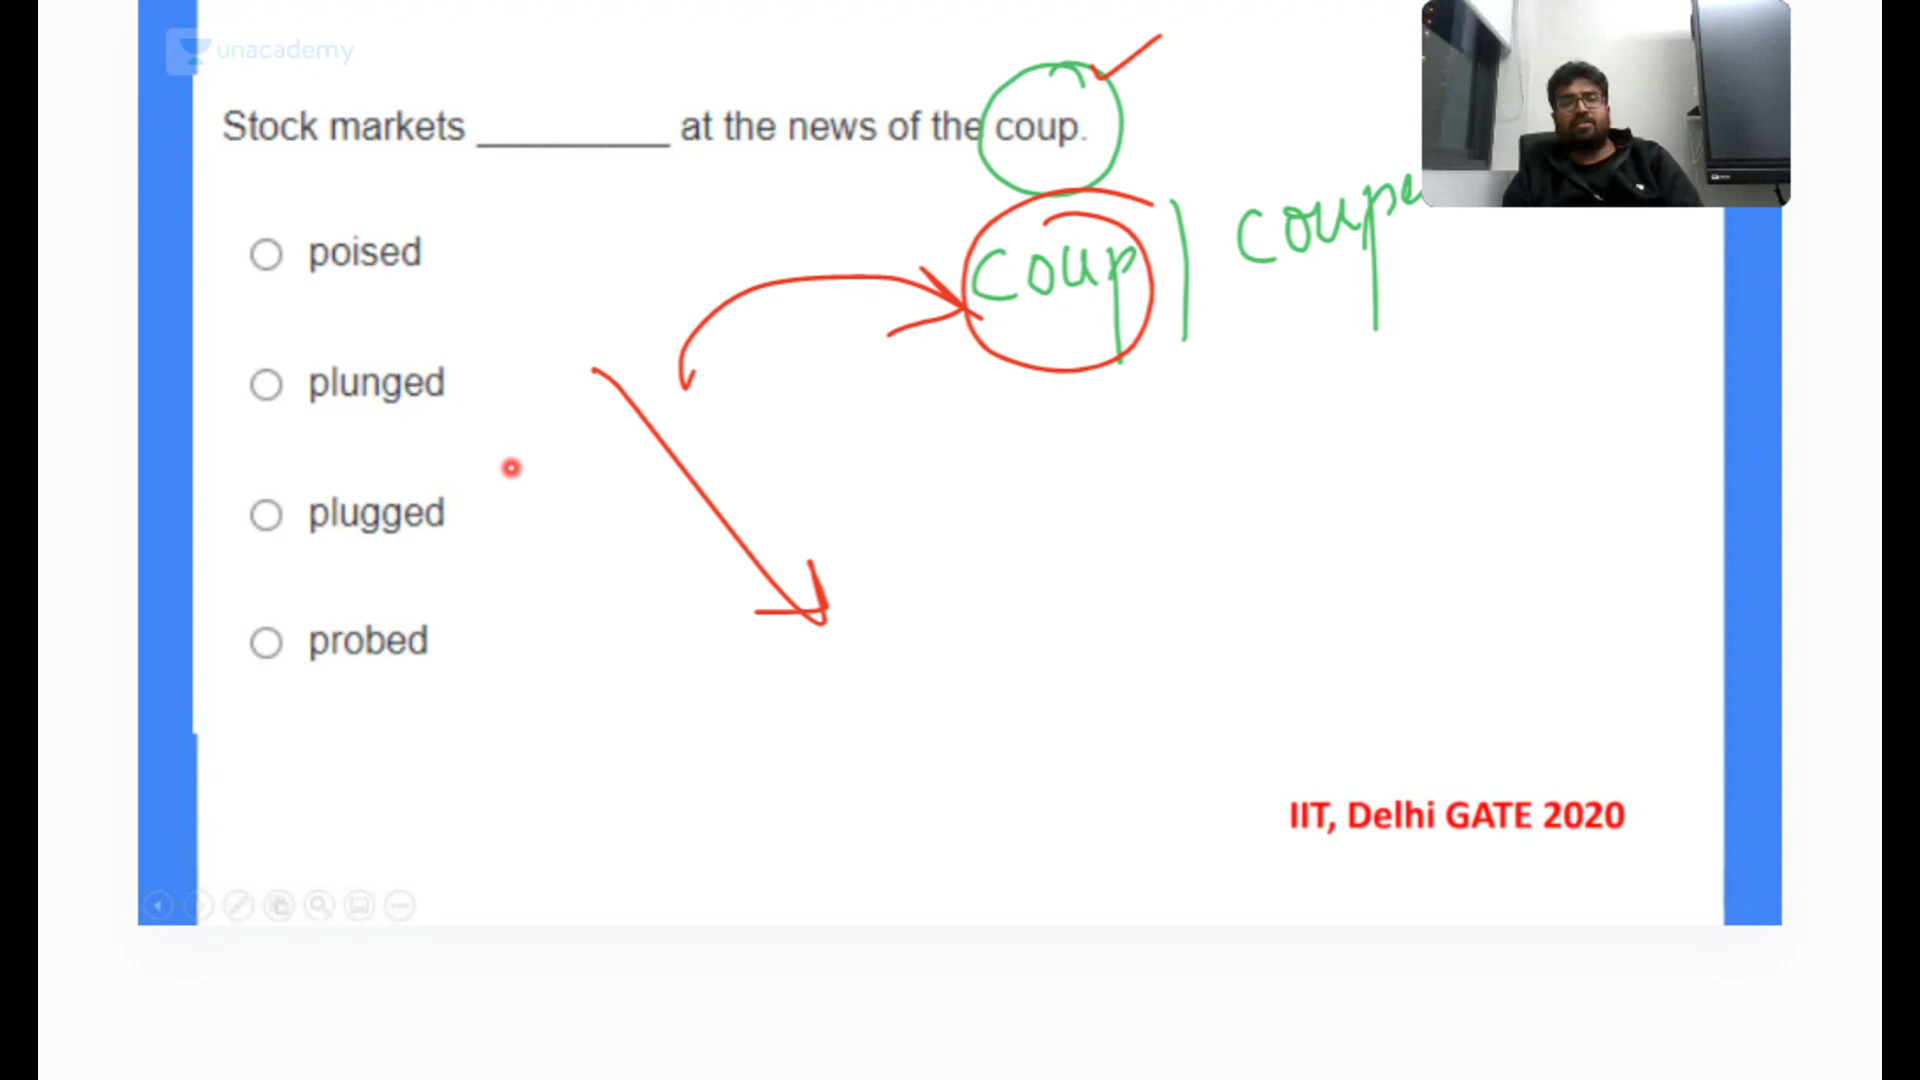 unacademy
Stock markets __________ at the news of the coup.
coup | coupe
poised
plunged
plugged
probed
IIT, Delhi GATE 2020